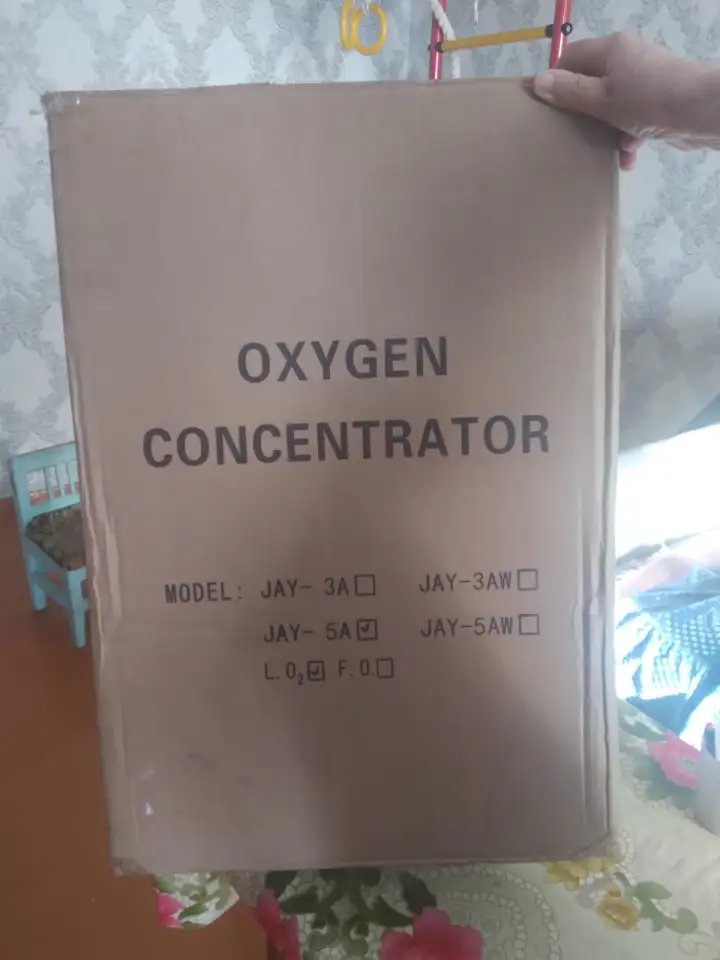 OXYGEN
CONCENTRATOR
MODEL: JAY- 3A☐ JAY-3AW☐
JAY- 5A☑ JAY-5AW☐
L.O₂☑ F.O.☐